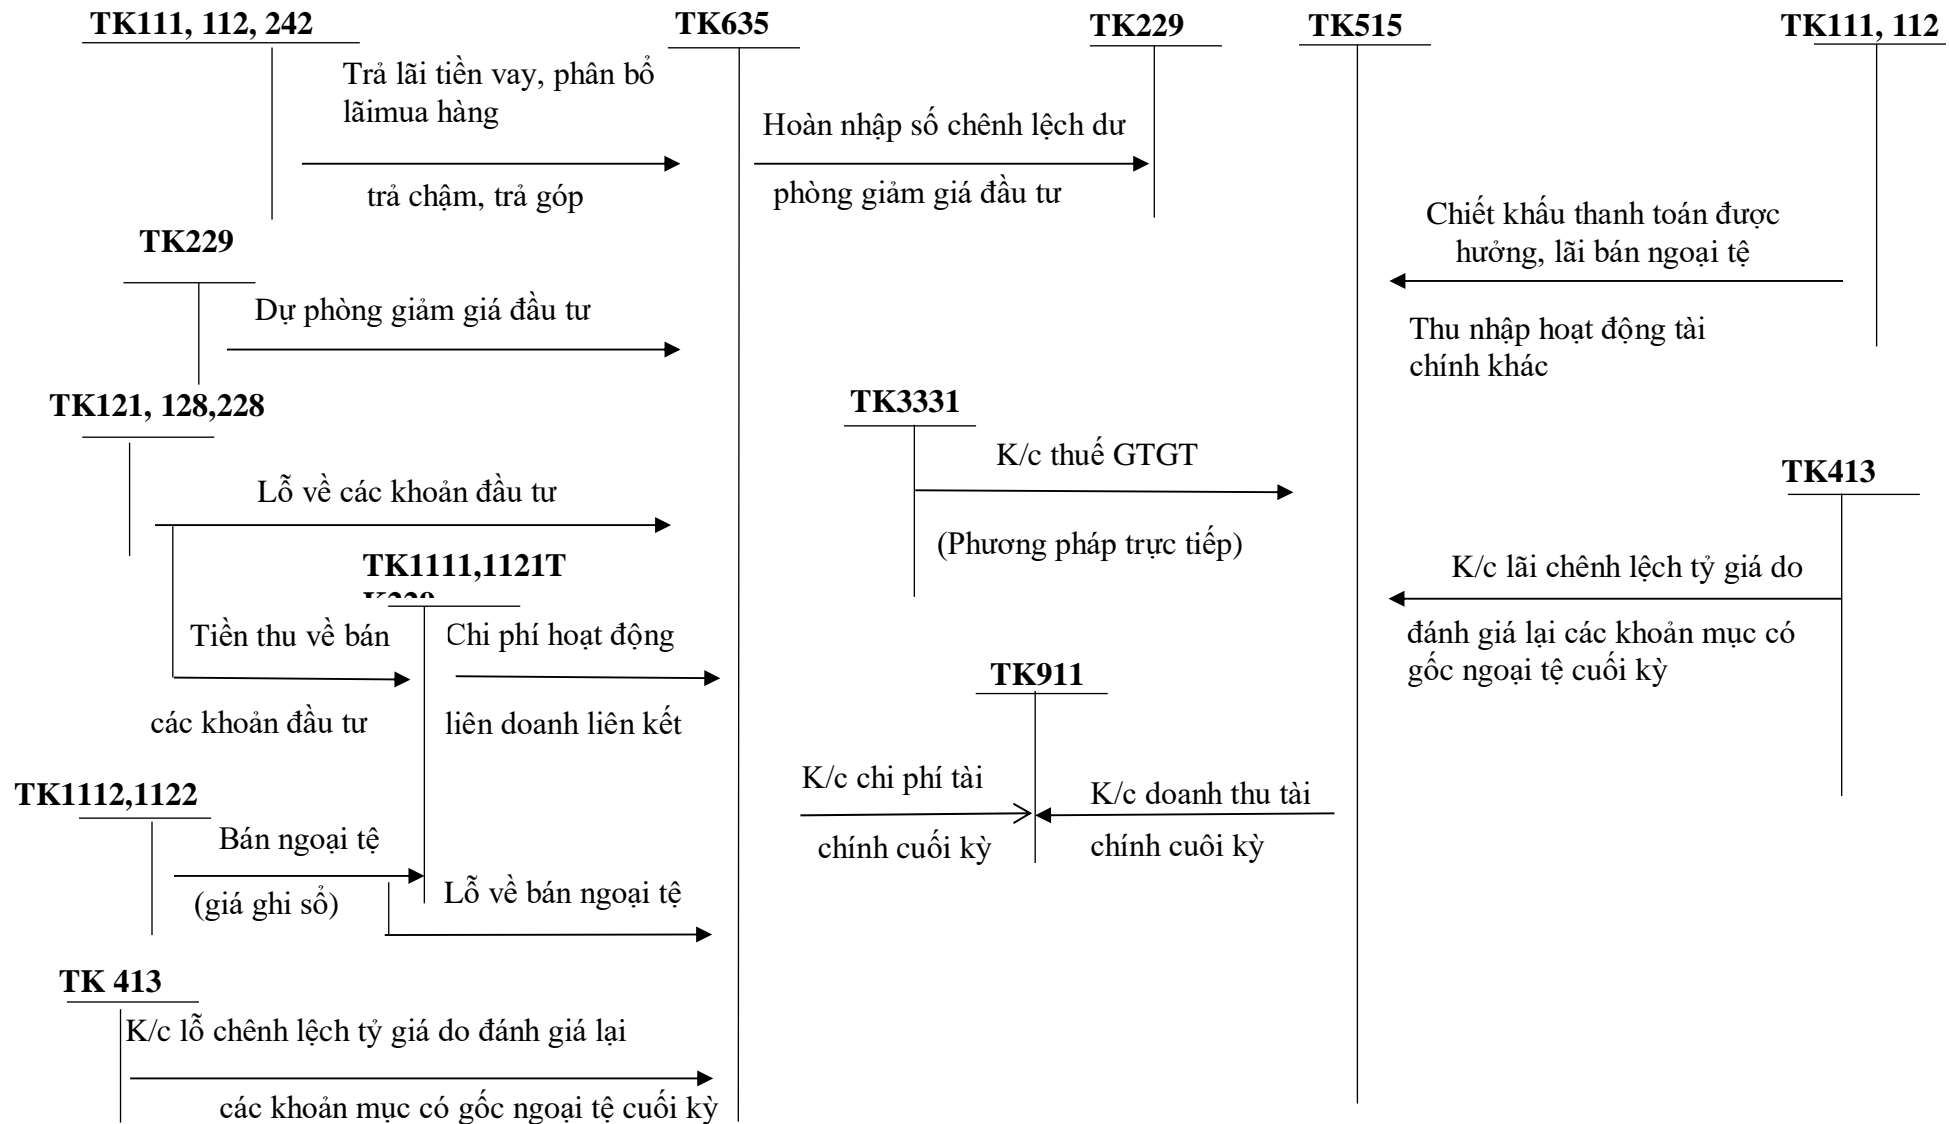 TK111, 112, 242
TK635
TK229
TK515
TK111, 112
Trả lãi tiền vay, phân bổ
lãimua hàng
trả chậm, trả góp
Hoàn nhập số chênh lệch dư
phòng giảm giá đầu tư
Chiết khấu thanh toán được
hưởng, lãi bán ngoại tệ
Thu nhập hoạt động tài
chính khác
TK229
Dự phòng giảm giá đầu tư
TK121, 128,228
Lỗ về các khoản đầu tư
TK3331
K/c thuế GTGT
(Phương pháp trực tiếp)
TK413
K/c lãi chênh lệch tỷ giá do
đánh giá lại các khoản mục có
gốc ngoại tệ cuối kỳ
TK1111,1121T
Tiền thu về bán
các khoản đầu tư
Chi phí hoạt động
liên doanh liên kết
TK911
K/c chi phí tài
chính cuối kỳ
K/c doanh thu tài
chính cuôi kỳ
TK1112,1122
Bán ngoại tệ
(giá ghi sổ)
Lỗ về bán ngoại tệ
TK 413
K/c lỗ chênh lệch tỷ giá do đánh giá lại
các khoản mục có gốc ngoại tệ cuối kỳ